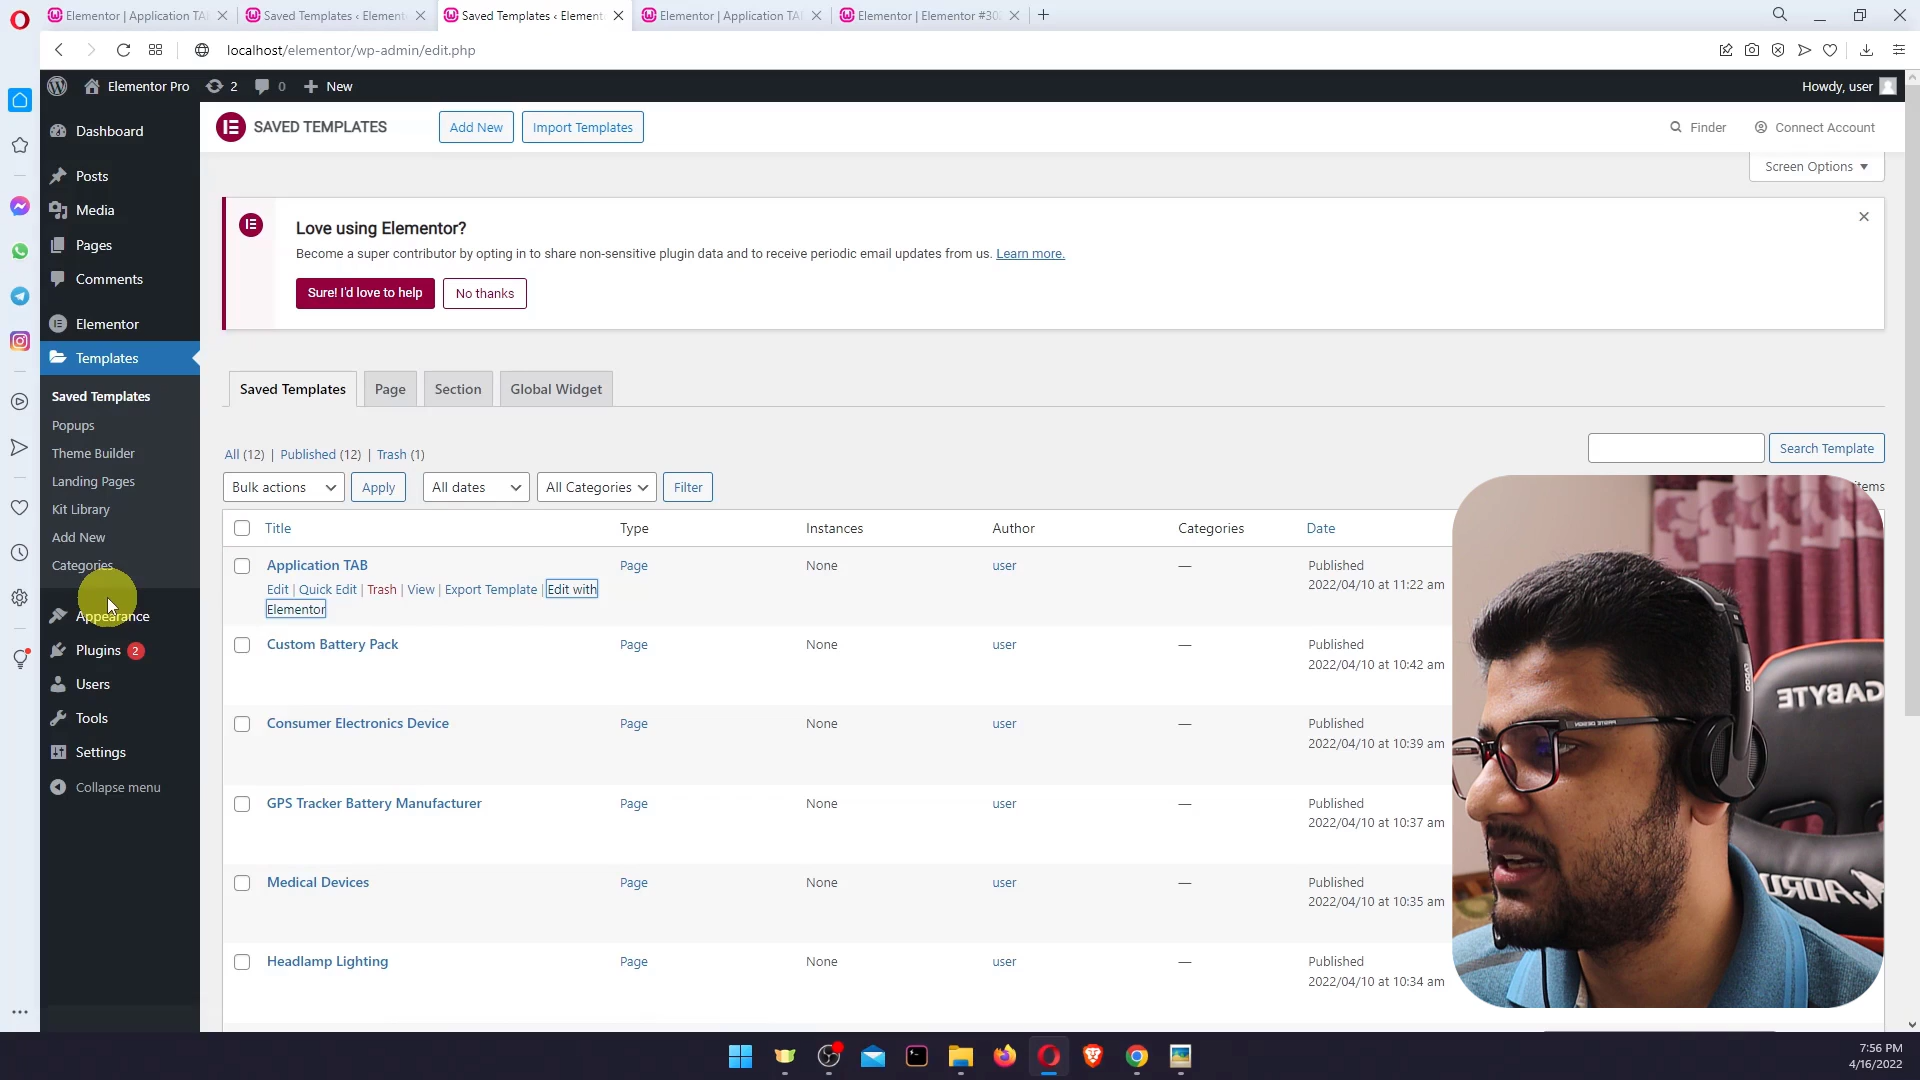 Elementor | Application TA
Saved Templates ‹ Element
Saved Templates ‹ Element
Elementor | Application TA
Elementor | Elementor #30
localhost/elementor/wp-admin/edit.php
Elementor Pro 2 0 New
Howdy, user
Dashboard
Posts
Media
Pages
Comments
Elementor
Templates
Saved Templates
Popups
Theme Builder
Landing Pages
Kit Library
Add New
Categories
Appearance
Plugins 2
Users
Tools
Settings
Collapse menu
SAVED TEMPLATES Add New Import Templates
Finder Connect Account
Screen Options
Love using Elementor?
Become a super contributor by opting in to share non-sensitive plugin data and to receive periodic email updates from us. Learn more.
Sure! I'd love to help No thanks
Saved Templates Page Section Global Widget
All (12) | Published (12) | Trash (1)
Search Template
Bulk actions Apply All dates All Categories Filter
items
Title Type Instances Author Categories Date
Application TAB Page None user — Published
2022/04/10 at 11:22 am
Edit | Quick Edit | Trash | View | Export Template | Edit with
Elementor
Custom Battery Pack Page None user — Published
2022/04/10 at 10:42 am
Consumer Electronics Device Page None user — Published
2022/04/10 at 10:39 am
GPS Tracker Battery Manufacturer Page None user — Published
2022/04/10 at 10:37 am
Medical Devices Page None user — Published
2022/04/10 at 10:35 am
Headlamp Lighting Page None user — Published
2022/04/10 at 10:34 am
GABYTE
AORU
7:56 PM
4/16/2022